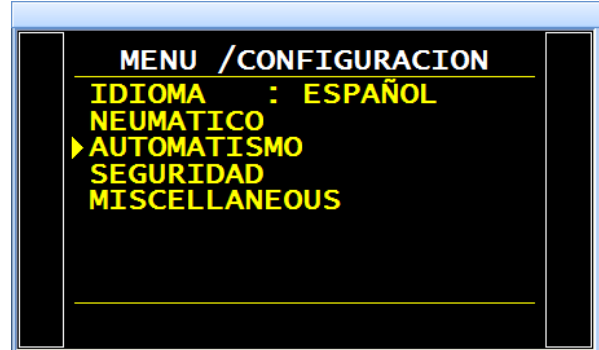 MENU /CONFIGURACION
IDIOMA : ESPAÑOL
NEUMATICO
AUTOMATISMO
SEGURIDAD
MISCELLANEOUS